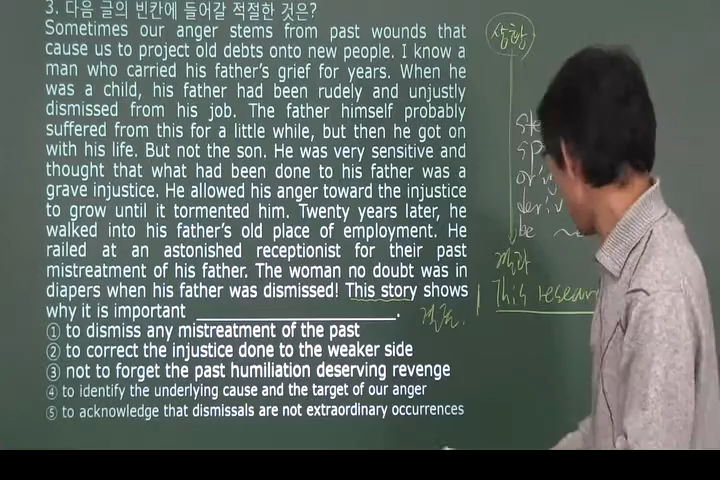 3. 다음 글의 빈칸에 들어갈 적절한 것은?
Sometimes our anger stems from past wounds that
cause us to project old debts onto new people. I know a
man who carried his father's grief for years. When he
was a child, his father had been rudely and unjustly
dismissed from his job. The father himself probably
suffered from this for a little while, but then he got on
with his life. But not the son. He was very sensitive and
thought that what had been done to his father was a
grave injustice. He allowed his anger toward the injustice
to grow until it tormented him. Twenty years later, he
walked into his father's old place of employment. He
railed at an astonished receptionist for their past
mistreatment of his father. The woman no doubt was in
diapers when his father was dismissed! This story shows
why it is important ____________________.
① to dismiss any mistreatment of the past
② to correct the injustice done to the weaker side
③ not to forget the past humiliation deserving revenge
④ to identify the underlying cause and the target of our anger
⑤ to acknowledge that dismissals are not extraordinary occurrences
상황
be
This